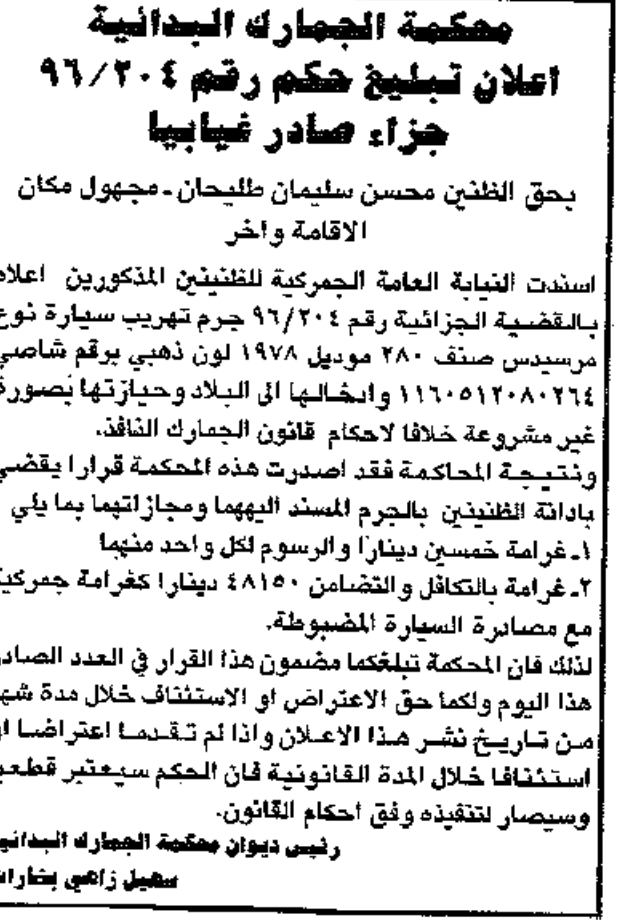 محكمة الجمارك البدائية
اعلان تبليغ حكم رقم ٩٦/٢٠٤
جزاء صادر غيابيا
بحق الظنين محسن سليمان طليحان ـ مجهول مكان
الاقامة واخر
اسندت النيابة العامة الجمركية للظنينين المذكورين اعلاه
بالقضية الجزائية رقم ٩٦/٢٠٤ جرم تهريب سيارة نوع
مرسيدس صنف ٢٨٠ موديل ١٩٧٨ لون ذهبي برقم شاصي
١١٦٠٥١٢٠٨٠٢٦٤ وادخالها الى البلاد وحيازتها بصورة
غير مشروعة خلافا لاحكام قانون الجمارك النافذ.
ونتيجة المحاكمة فقد اصدرت هذه المحكمة قرارا يقضي
بادانة الظنينين بالجرم المسند اليههما ومجازاتهما بما يلي
١ـ غرامة خمسين دينارا والرسوم لكل واحد منهما
٢ـ غرامة بالتكافل والتضامن ٤٨١٥٠ دينارا كغرامة جمركية
مع مصادرة السيارة المضبوطة.
لذلك فان المحكمة تبلغكما مضمون هذا القرار في العدد الصادر
هذا اليوم ولكما حق الاعتراض او الاستئناف خلال مدة شهر
من تاريخ نشر هذا الاعلان واذا لم تقدما اعتراضا او
استئنافا خلال المدة القانونية فان الحكم سيعتبر قطعيا
وسيصار لتنفيذه وفق احكام القانون.
رئيس ديوان محكمة الجمارك البدائية
سهيل زاهي بشارات